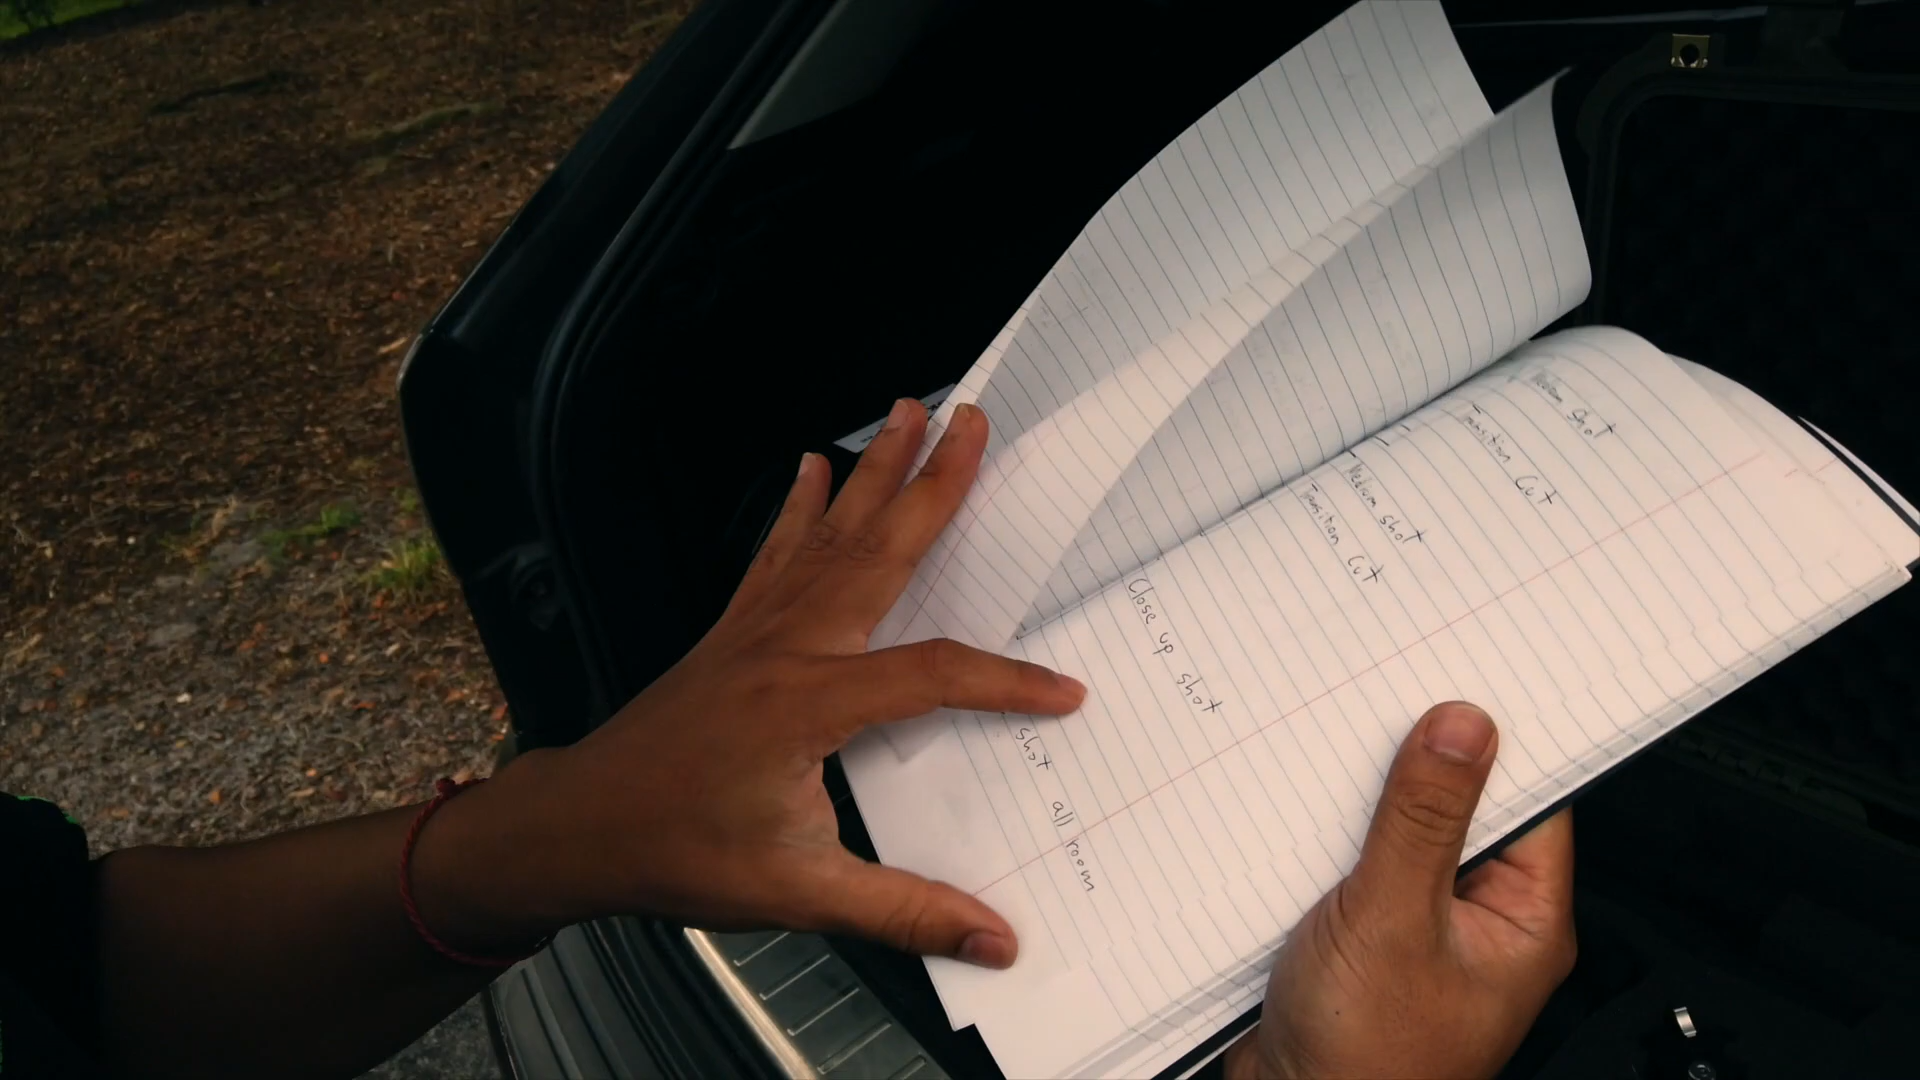 Medium shot
Transition Cut
Medium shot
Transition Cut
Close up shot
shot all room